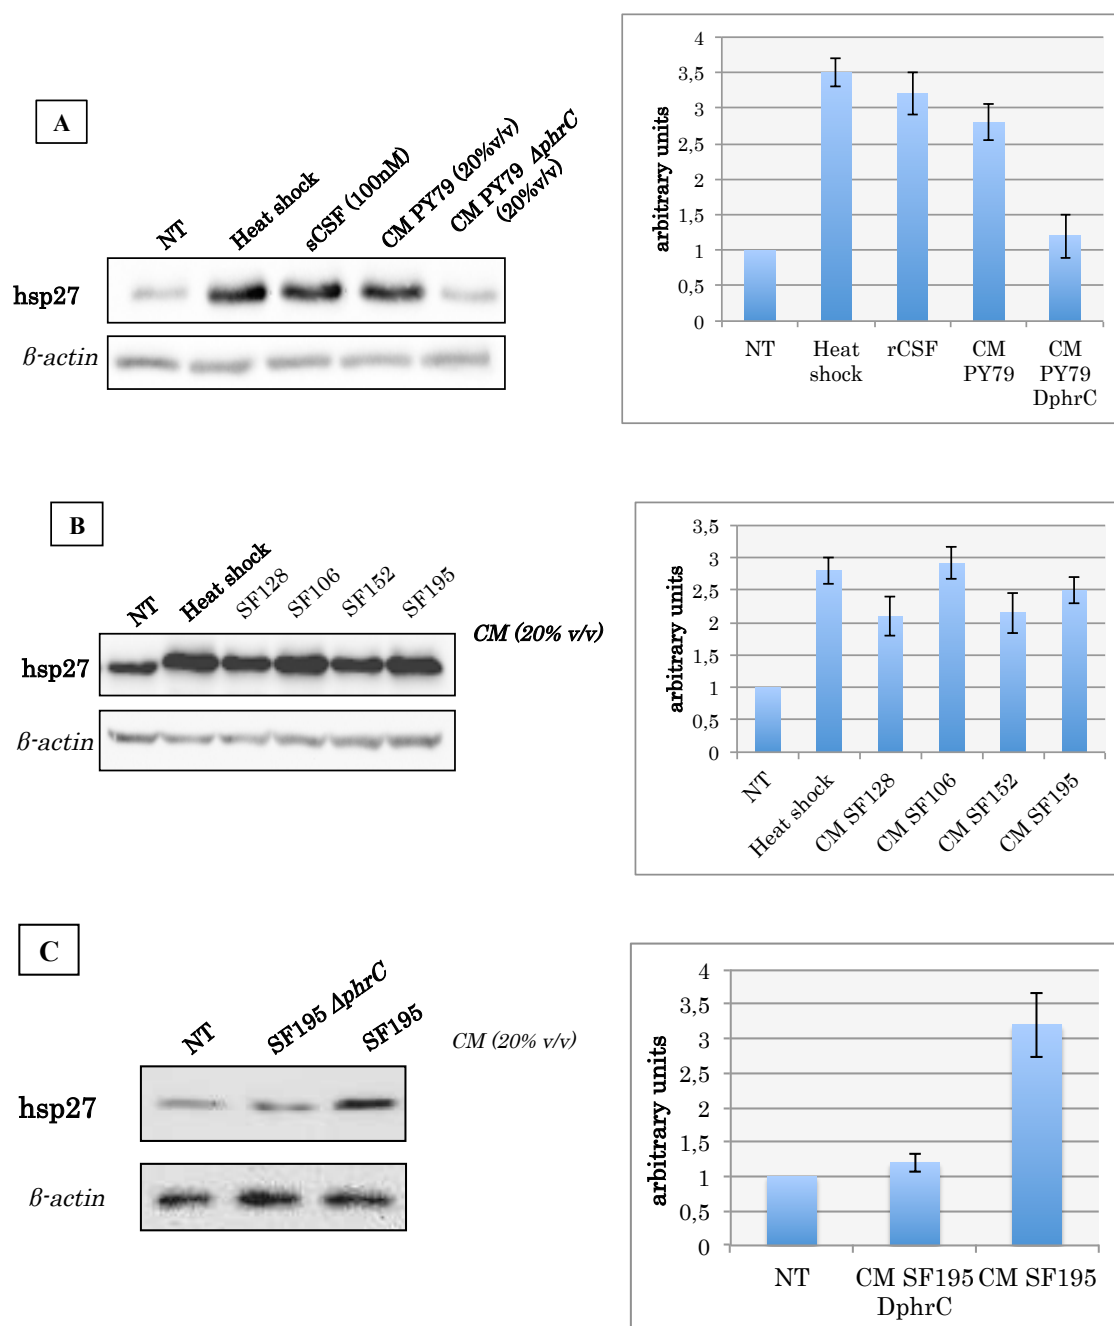 A
NT
Heat shock
sCSF (100nM)
CM PY79 (20%v/v)
CM PY79 ΔphrC
(20%v/v)
hsp27
β-actin
arbitrary units
4
3,5
3
2,5
2
1,5
1
0,5
0
NT
Heat
shock
rCSF
CM
PY79
CM
PY79
DphrC
B
NT
Heat shock
SF128
SF106
SF152
SF195
CM (20% v/v)
hsp27
β-actin
arbitrary units
3,5
3
2,5
2
1,5
1
0,5
0
NT
Heat shock
CM SF128
CM SF106
CM SF152
CM SF195
C
NT
SF195 ΔphrC
SF195
CM (20% v/v)
hsp27
β-actin
arbitrary units
4
3,5
3
2,5
2
1,5
1
0,5
0
NT
CM SF195
DphrC
CM SF195